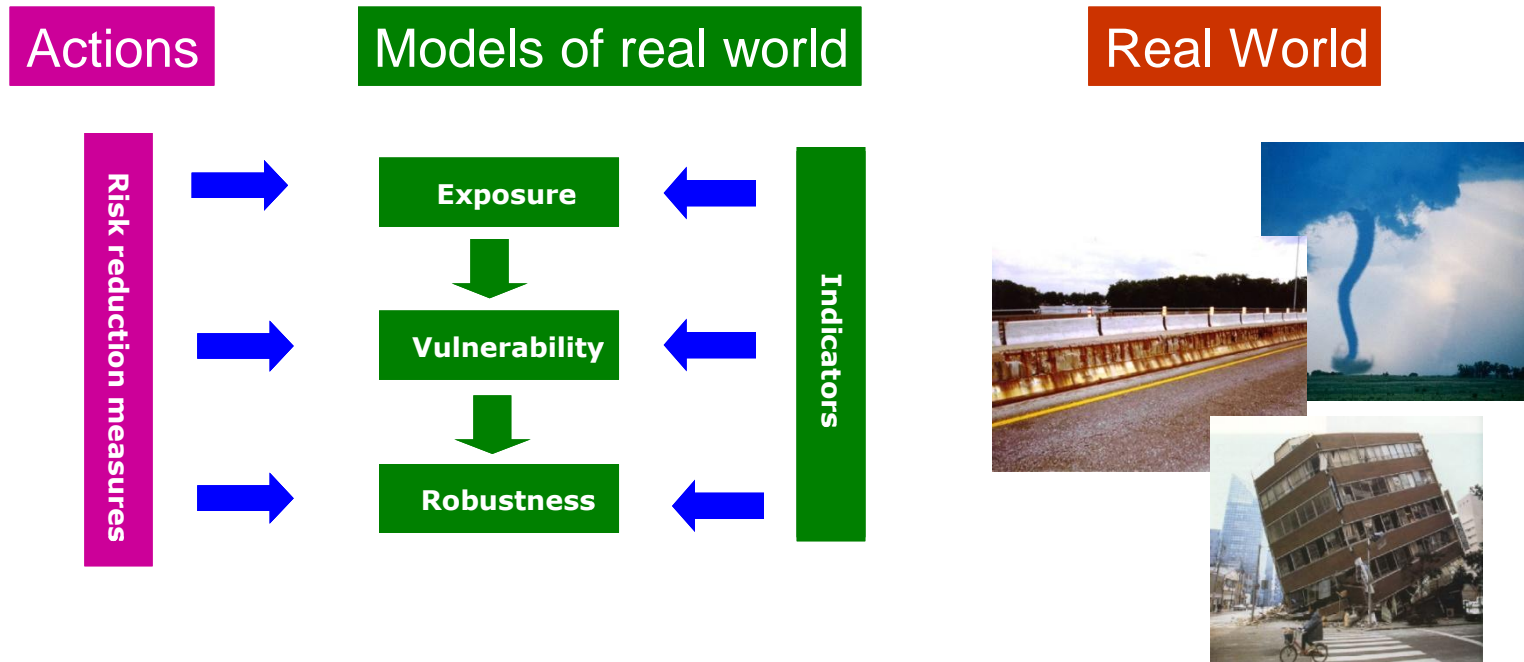 Actions
Models of real world
Real World
Risk reduction measures
Exposure
Vulnerability
Robustness
Indicators